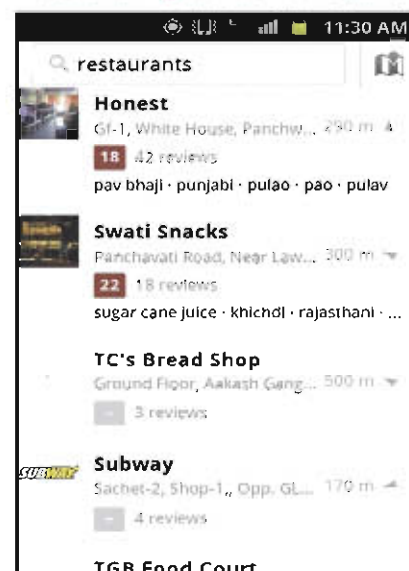 11:30 AM
restaurants
Honest
Gf-1, White House, Panchw... 290 m
18 42 reviews
pav bhaji · punjabi · pulao · pao · pulav
Swati Snacks
Panchavati Road, Near Law... 300 m
22 18 reviews
sugar cane juice · khichdi · rajasthani · ...
TC's Bread Shop
Ground Floor, Aakash Gang... 500 m
- 3 reviews
SUBWAY
Subway
Sachet-2, Shop-1,, Opp. GL... 170 m
- 4 reviews
TGB Food Court